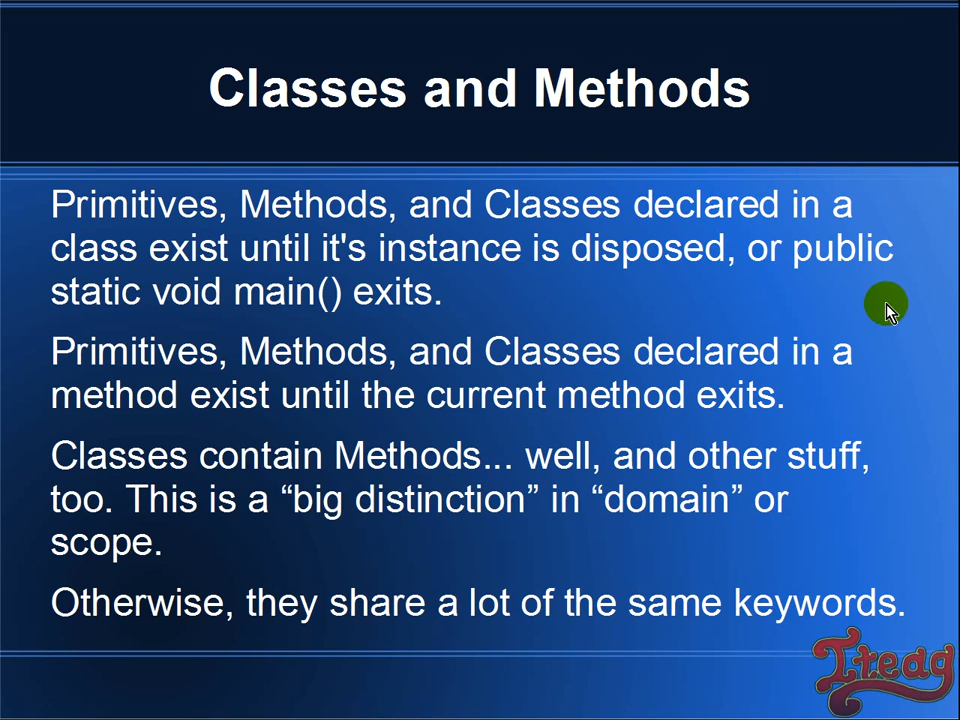 Classes and Methods
Primitives, Methods, and Classes declared in a
class exist until it's instance is disposed, or public
static void main() exits.
Primitives, Methods, and Classes declared in a
method exist until the current method exits.
Classes contain Methods... well, and other stuff,
too. This is a “big distinction” in “domain” or
scope.
Otherwise, they share a lot of the same keywords.
Itedg